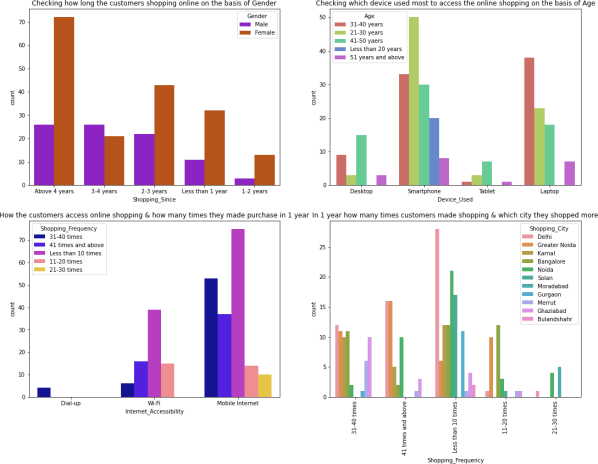 Checking how long the customers shopping online on the basis of Gender
Gender
Male
Female
count
70
60
50
40
30
20
10
0
Above 4 years
3-4 years
2-3 years
Less than 1 year
1-2 years
Shopping_Since
Checking which device used most to access the online shopping on the basis of Age
Age
31-40 years
21-30 years
41-50 yaers
Less than 20 years
51 years and above
count
50
40
30
20
10
0
Desktop
Smartphone
Tablet
Laptop
Device_Used
How the customers access online shopping & how many times they made purchase in 1 year
Shopping_Frequency
31-40 times
41 times and above
Less than 10 times
11-20 times
21-30 times
count
70
60
50
40
30
20
10
0
Dial-up
Wi-Fi
Mobile Internet
Internet_Accessibility
In 1 year how many times customers made shopping & which city they shopped more
Shopping_City
Delhi
Greater Noida
Karnal
Bangalore
Noida
Solan
Moradabad
Gurgaon
Merrut
Ghaziabad
Bulandshahr
count
25
20
15
10
5
0
31-40 times
41 times and above
Less than 10 times
11-20 times
21-30 times
Shopping_Frequency